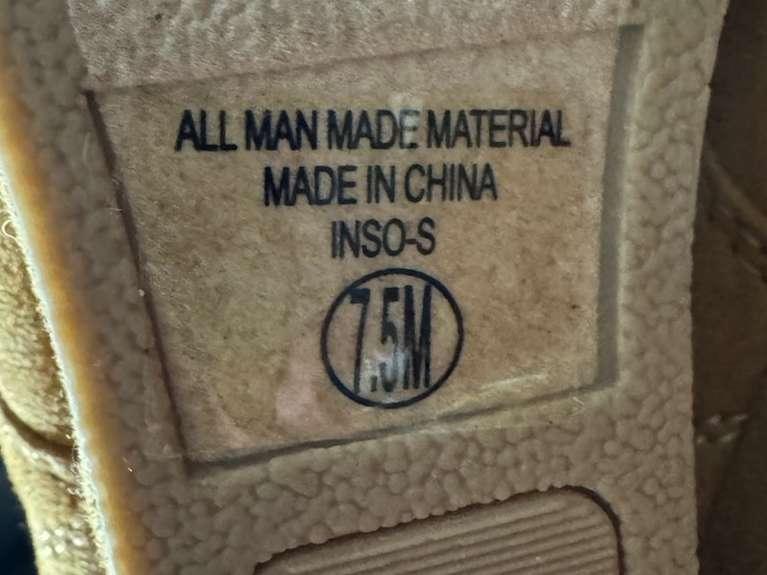 ALL MAN MADE MATERIAL
MADE IN CHINA
INSO-S
7.5M